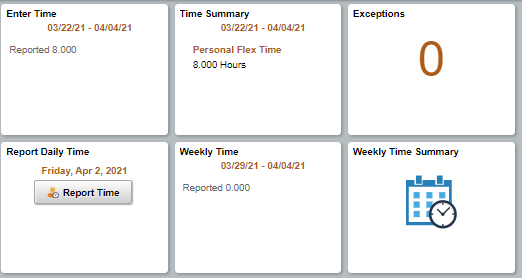 Enter Time
03/22/21 - 04/04/21
Reported 8.000
Time Summary
03/22/21 - 04/04/21
Personal Flex Time
8.000 Hours
Exceptions
0
Report Daily Time
Friday, Apr 2, 2021
Report Time
Weekly Time
03/29/21 - 04/04/21
Reported 0.000
Weekly Time Summary